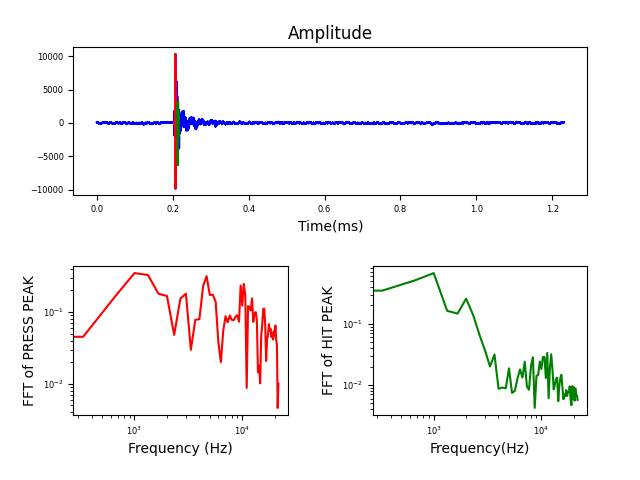 Amplitude
10000
5000
0
−5000
−10000
0.0 0.2 0.4 0.6 0.8 1.0 1.2
Time(ms)
FFT of PRESS PEAK
10⁻¹
10⁻²
10³ 10⁴
Frequency (Hz)
FFT of HIT PEAK
10⁻¹
10⁻²
10³ 10⁴
Frequency(Hz)